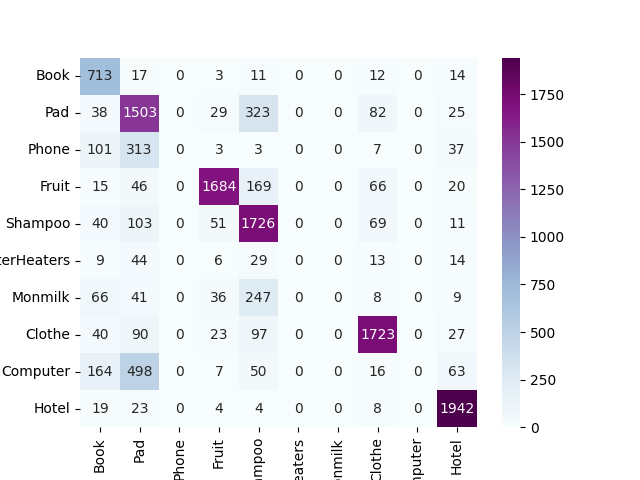 Book 713 17 0 3 11 0 0 12 0 14
Pad 38 1503 0 29 323 0 0 82 0 25
Phone 101 313 0 3 3 0 0 7 0 37
Fruit 15 46 0 1684 169 0 0 66 0 20
Shampoo 40 103 0 51 1726 0 0 69 0 11
terHeaters 9 44 0 6 29 0 0 13 0 14
Monmilk 66 41 0 36 247 0 0 8 0 9
Clothe 40 90 0 23 97 0 0 1723 0 27
Computer 164 498 0 7 50 0 0 16 0 63
Hotel 19 23 0 4 4 0 0 8 0 1942
Book Pad Phone Fruit ampoo eaters onmilk Clothe mputer Hotel
1750
1500
1250
1000
750
500
250
0